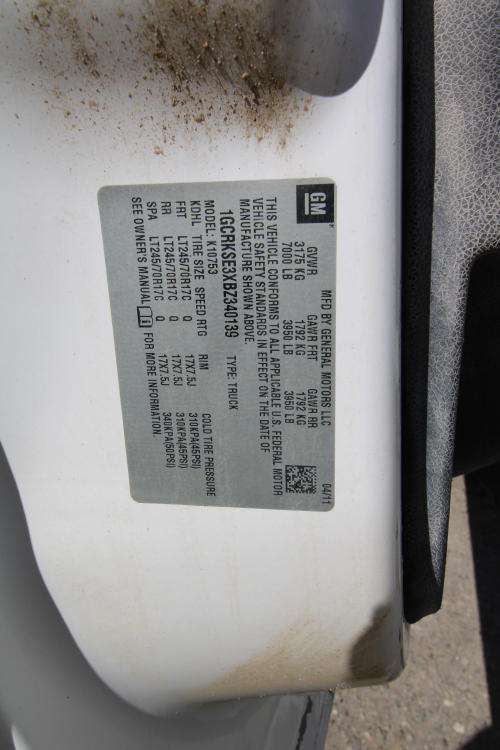 GM
MFD BY GENERAL MOTORS LLC 04/11
GVWR GAWR FRT GAWR RR
3175 KG 1792 KG 1792 KG
7000 LB 3950 LB 3950 LB
THIS VEHICLE CONFORMS TO ALL APPLICABLE U.S. FEDERAL MOTOR
VEHICLE SAFETY STANDARDS IN EFFECT ON THE DATE OF
MANUFACTURE SHOWN ABOVE.
1GCRKSE3XBZ340139 TYPE: TRUCK
MODEL: K10753
KDHL TIRE SIZE SPEED RTG RIM COLD TIRE PRESSURE
FRT LT245/70R17C Q 17X7.5J 310KPA(45PSI)
RR LT245/70R17C Q 17X7.5J 310KPA(45PSI)
SPA LT245/70R17C Q 17X7.5J 340KPA(50PSI)
SEE OWNER'S MANUAL FOR MORE INFORMATION.